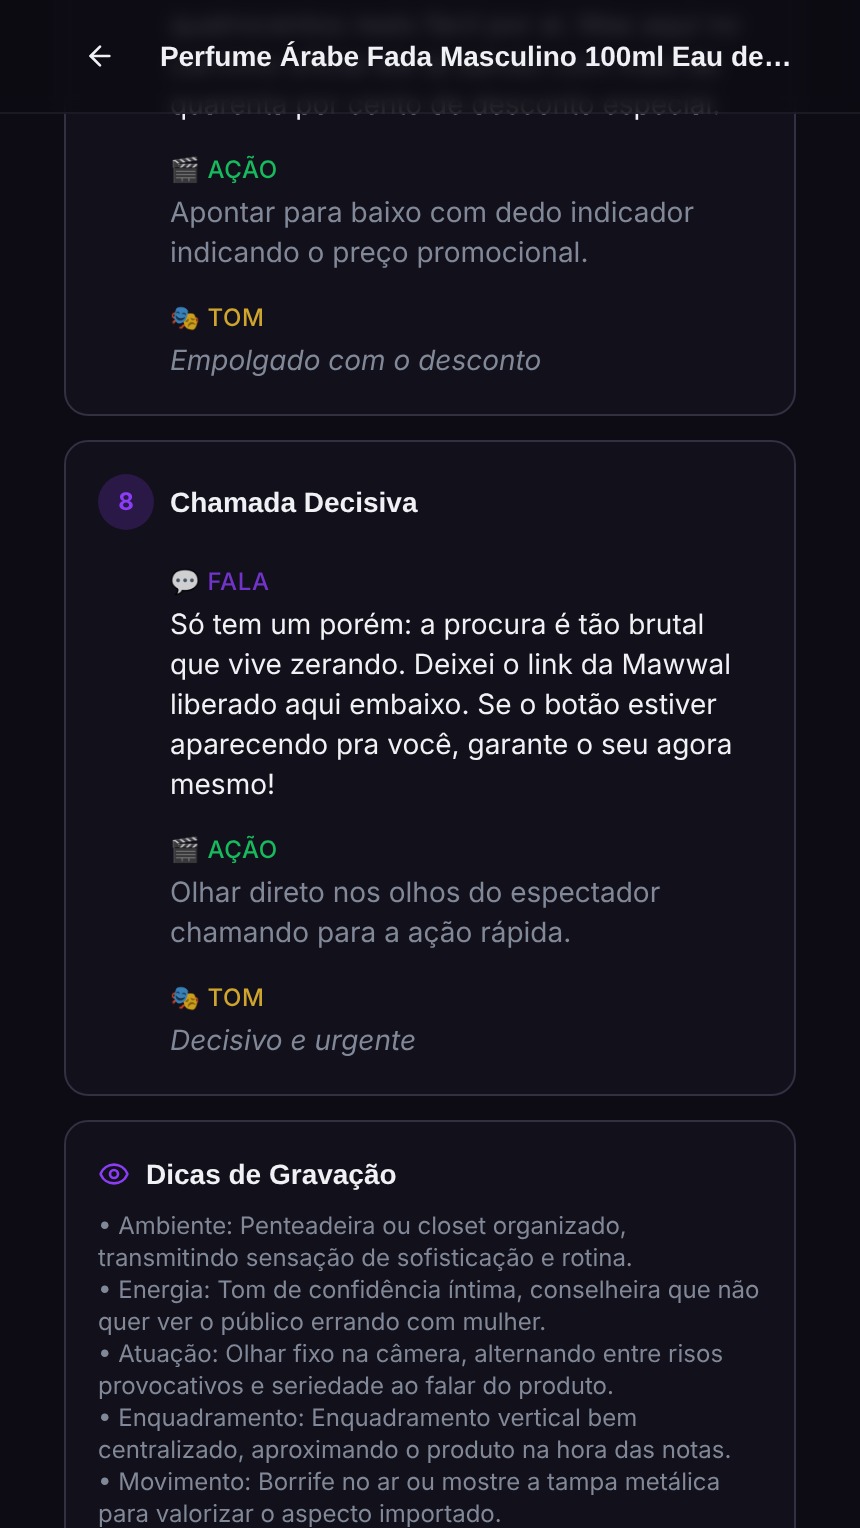 Perfume Árabe Fada Masculino 100ml Eau de...
quarenta por cento de desconto especial.
🎬 AÇÃO
Apontar para baixo com dedo indicador
indicando o preço promocional.
🎭 TOM
Empolgado com o desconto
8 Chamada Decisiva
💬 FALA
Só tem um porém: a procura é tão brutal
que vive zerando. Deixei o link da Mawwal
liberado aqui embaixo. Se o botão estiver
aparecendo pra você, garante o seu agora
mesmo!
🎬 AÇÃO
Olhar direto nos olhos do espectador
chamando para a ação rápida.
🎭 TOM
Decisivo e urgente
Dicas de Gravação
• Ambiente: Penteadeira ou closet organizado,
transmitindo sensação de sofisticação e rotina.
• Energia: Tom de confidência íntima, conselheira que não
quer ver o público errando com mulher.
• Atuação: Olhar fixo na câmera, alternando entre risos
provocativos e seriedade ao falar do produto.
• Enquadramento: Enquadramento vertical bem
centralizado, aproximando o produto na hora das notas.
• Movimento: Borrife no ar ou mostre a tampa metálica
para valorizar o aspecto importado.